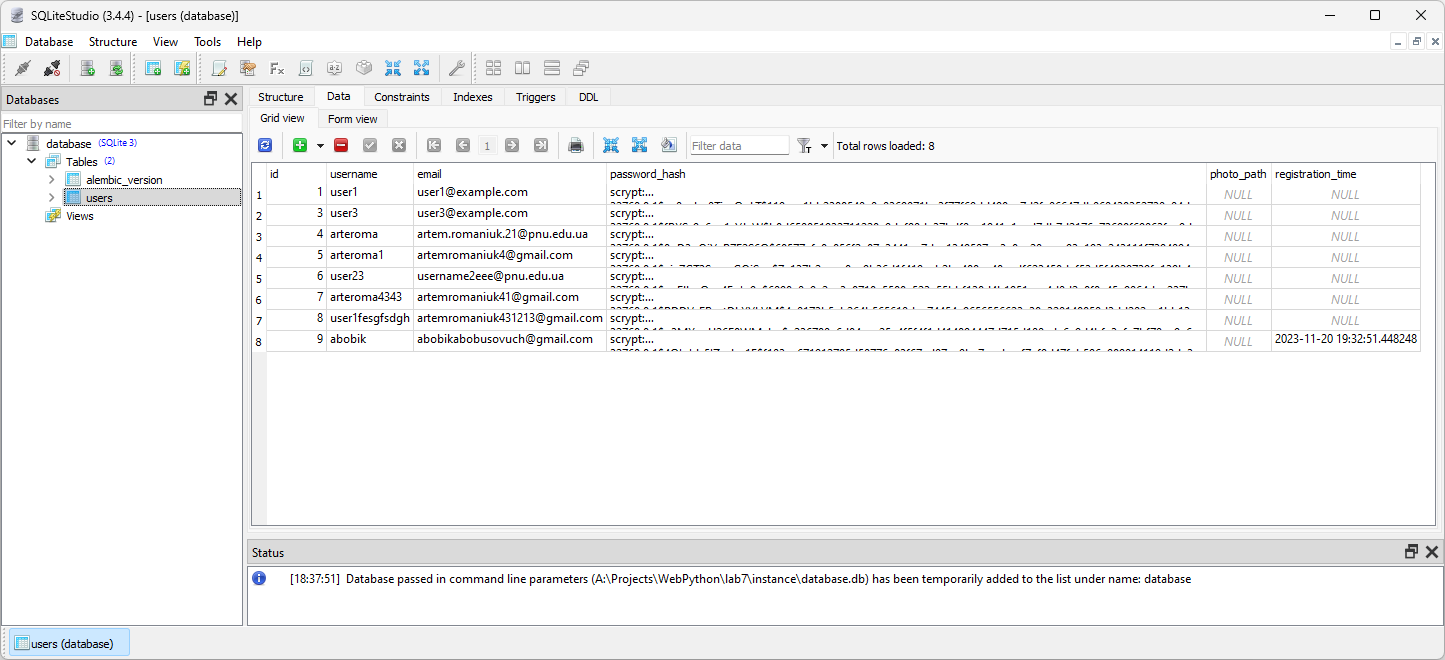 SQLiteStudio (3.4.4) - [users (database)]
Database Structure View Tools Help
Databases
Filter by name
database (SQLite 3)
Tables (2)
alembic_version
users
Views
Structure Data Constraints Indexes Triggers DDL
Grid view Form view
1 Filter data Total rows loaded: 8
id username email password_hash photo_path registration_time
1 1 user1 user1@example.com scrypt:... NULL NULL
2 3 user3 user3@example.com scrypt:... NULL NULL
3 4 arteroma artem.romaniuk.21@pnu.edu.ua scrypt:... NULL NULL
4 5 arteroma1 artemromaniuk4@gmail.com scrypt:... NULL NULL
5 6 user23 username2eee@pnu.edu.ua scrypt:... NULL NULL
6 7 arteroma4343 artemromaniuk41@gmail.com scrypt:... NULL NULL
7 8 user1fesgfsdgh artemromaniuk431213@gmail.com scrypt:... NULL NULL
8 9 abobik abobikabobusovuch@gmail.com scrypt:... NULL 2023-11-20 19:32:51.448248
Status
[18:37:51] Database passed in command line parameters (A:\Projects\WebPython\lab7\instance\database.db) has been temporarily added to the list under name: database
users (database)